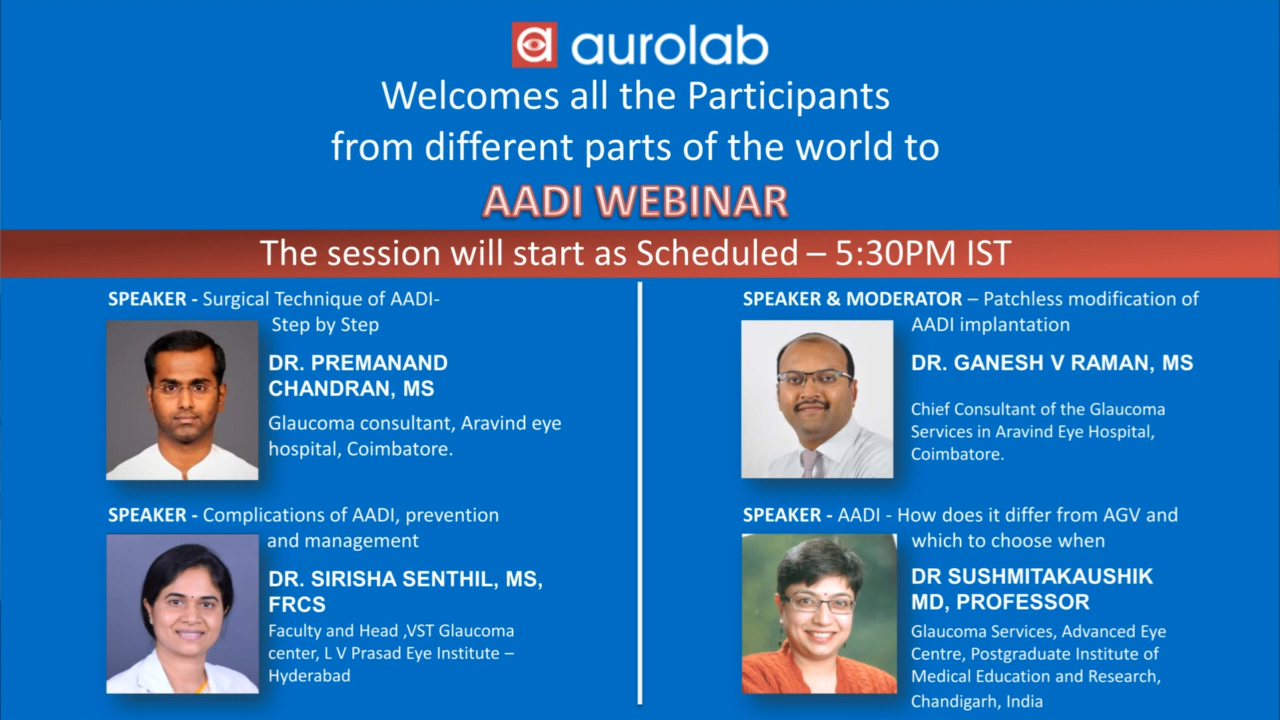 aurolab
Welcomes all the Participants
from different parts of the world to
AADI WEBINAR
The session will start as Scheduled – 5:30PM IST
SPEAKER - Surgical Technique of AADI-
Step by Step
DR. PREMANAND
CHANDRAN, MS
Glaucoma consultant, Aravind eye
hospital, Coimbatore.
SPEAKER - Complications of AADI, prevention
and management
DR. SIRISHA SENTHIL, MS,
FRCS
Faculty and Head ,VST Glaucoma
center, L V Prasad Eye Institute –
Hyderabad
SPEAKER & MODERATOR – Patchless modification of
AADI implantation
DR. GANESH V RAMAN, MS
Chief Consultant of the Glaucoma
Services in Aravind Eye Hospital,
Coimbatore.
SPEAKER - AADI - How does it differ from AGV and
which to choose when
DR SUSHMITAKAUSHIK
MD, PROFESSOR
Glaucoma Services, Advanced Eye
Centre, Postgraduate Institute of
Medical Education and Research,
Chandigarh, India